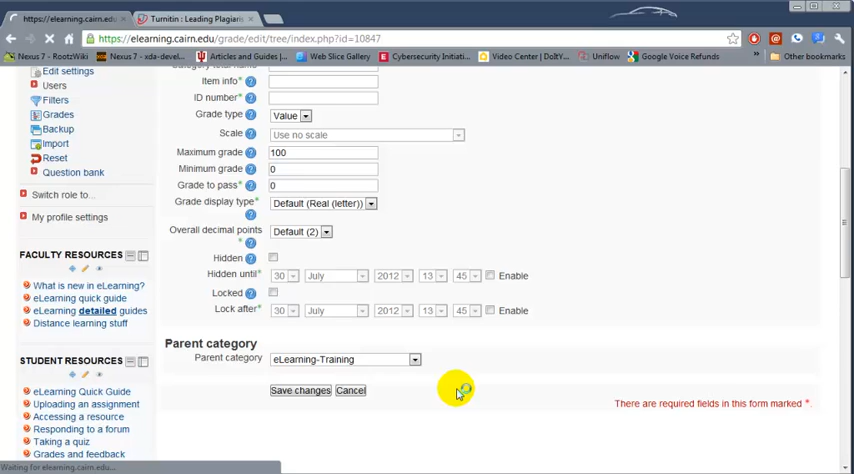 https://elearning.cairn.edu/
Turnitin : Leading Plagiaris
https://elearning.cairn.edu/grade/edit/tree/index.php?id=10847
Nexus 7 - RootzWiki
Nexus 7 - xda-devel...
Articles and Guides |...
Web Slice Gallery
Cybersecurity Initiati...
Video Center | DoItY...
Uniflow
Google Voice Refunds
»
Other bookmarks
Edit settings
Users
Filters
Grades
Backup
Import
Reset
Question bank
Switch role to...
My profile settings
FACULTY RESOURCES
What is new in eLearning?
eLearning quick guide
eLearning detailed guides
Distance learning stuff
STUDENT RESOURCES
eLearning Quick Guide
Uploading an assignment
Accessing a resource
Responding to a forum
Taking a quiz
Grades and feedback
Category total name
Item info*
ID number*
Grade type Value
Scale Use no scale
Maximum grade 100
Minimum grade* 0
Grade to pass* 0
Grade display type* Default (Real (letter))
Overall decimal points * Default (2)
Hidden
Hidden until* 30 July 2012 13 45 Enable
Locked
Lock after* 30 July 2012 13 45 Enable
Parent category
Parent category eLearning-Training
Save changes Cancel
There are required fields in this form marked *.
Waiting for elearning.cairn.edu...